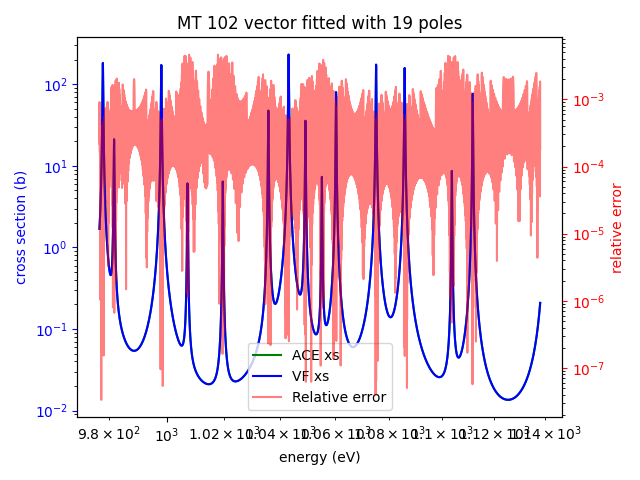 MT 102 vector fitted with 19 poles
cross section (b)
10²
10¹
10⁰
10⁻¹
10⁻²
relative error
10⁻³
10⁻⁴
10⁻⁵
10⁻⁶
10⁻⁷
ACE xs
VF xs
Relative error
9.8 × 10² 10³ 1.02 × 10³ 1.04 × 10³ 1.06 × 10³ 1.08 × 10³ 1.1 × 10³ 1.12 × 10³ 1.14 × 10³
energy (eV)